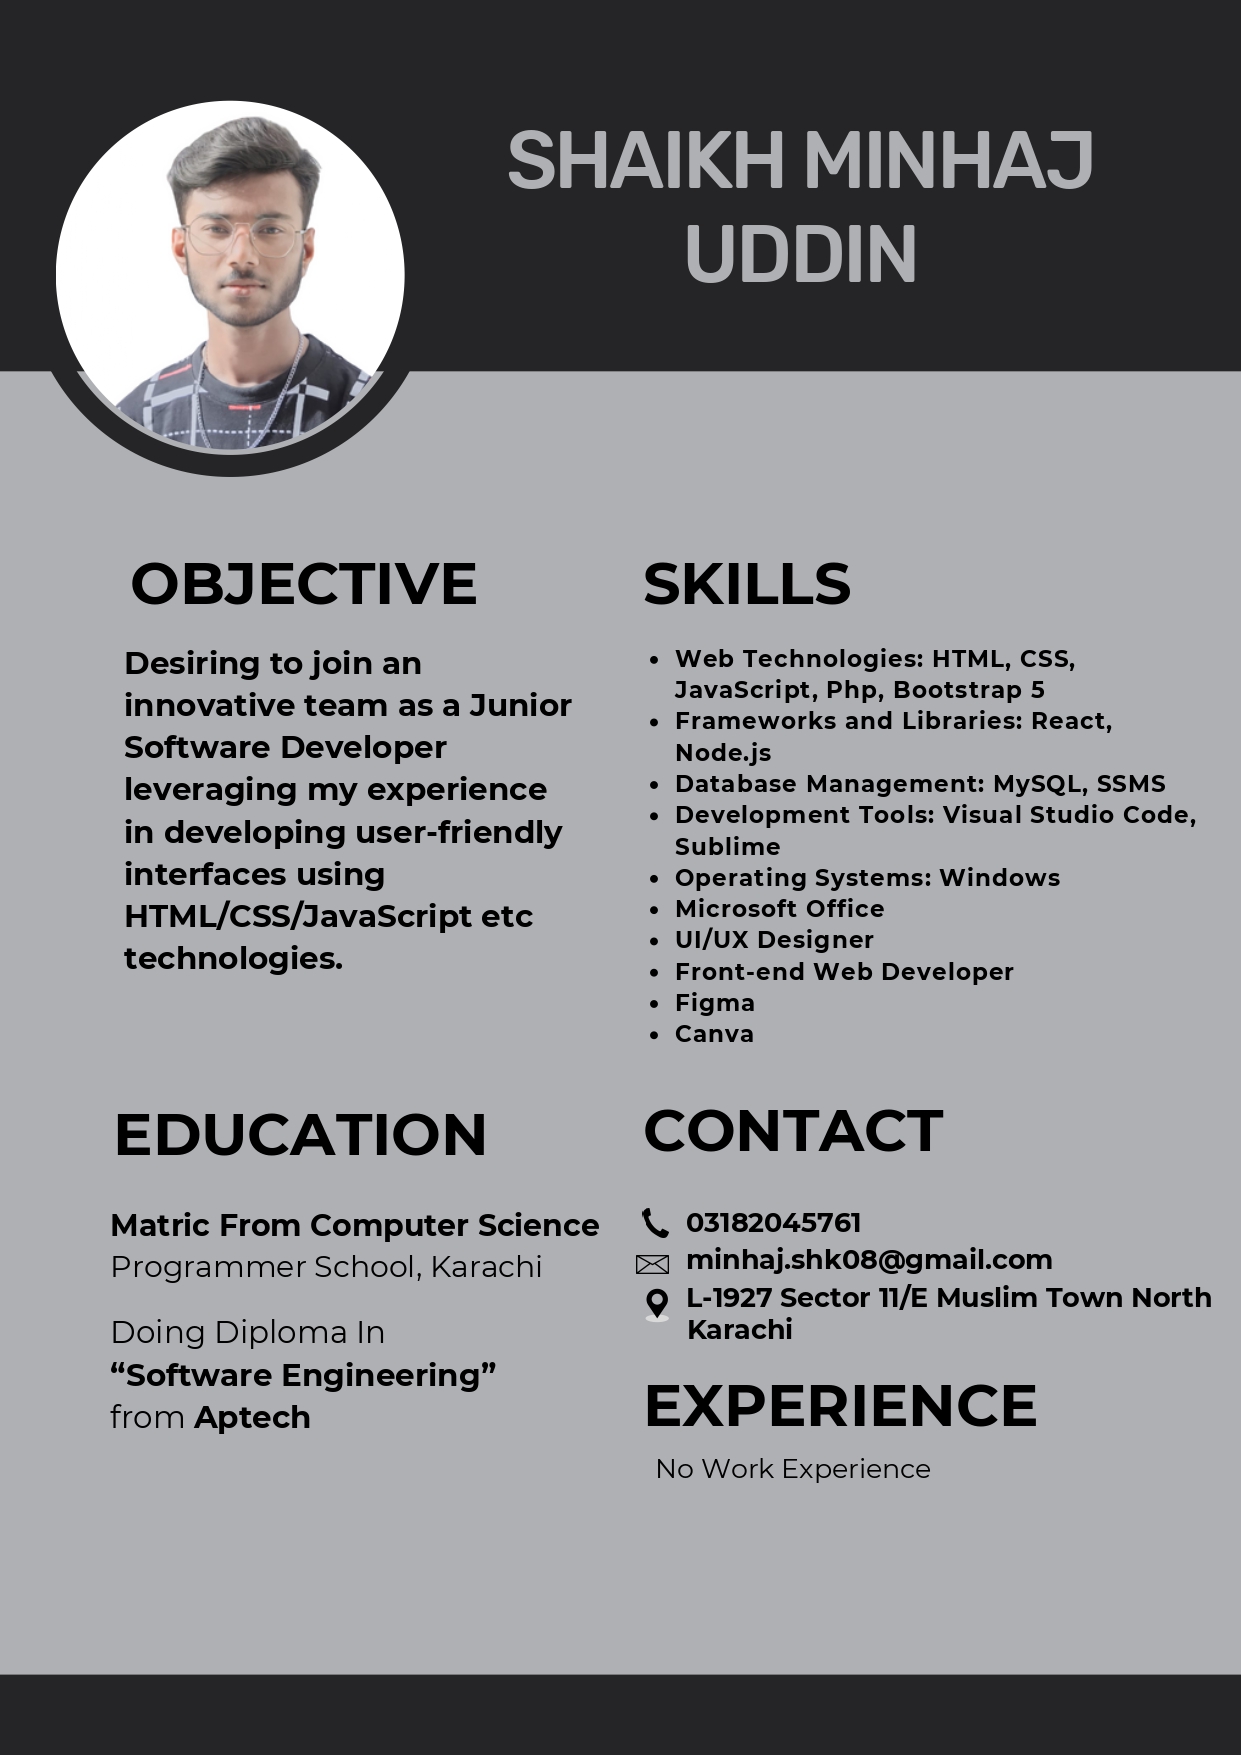 SHAIKH MINHAJ
UDDIN
OBJECTIVE
Desiring to join an
innovative team as a Junior
Software Developer
leveraging my experience
in developing user-friendly
interfaces using
HTML/CSS/JavaScript etc
technologies.
SKILLS
• Web Technologies: HTML, CSS,
JavaScript, Php, Bootstrap 5
• Frameworks and Libraries: React,
Node.js
• Database Management: MySQL, SSMS
• Development Tools: Visual Studio Code,
Sublime
• Operating Systems: Windows
• Microsoft Office
• UI/UX Designer
• Front-end Web Developer
• Figma
• Canva
EDUCATION
Matric From Computer Science
Programmer School, Karachi
Doing Diploma In
“Software Engineering”
from Aptech
CONTACT
03182045761
minhaj.shk08@gmail.com
L-1927 Sector 11/E Muslim Town North
Karachi
EXPERIENCE
No Work Experience